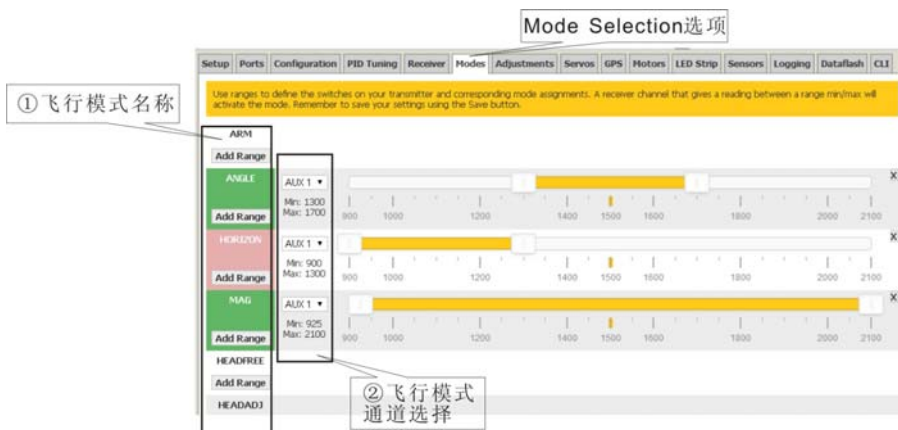 Mode Selection选项
Setup Ports Configuration PID Tuning Receiver Modes Adjustments Servos GPS Motors LED Strip Sensors Logging Dataflash CLI
Use ranges to define the switches on your transmitter and corresponding mode assignments. A receiver channel that gives a reading between a range min/max will
activate the mode. Remember to save your settings using the Save button.
①飞行模式名称
ARM
Add Range
ANGLE
AUX 1
Min: 1300
Max: 1700
Add Range
900 1000 1200 1400 1500 1600 1800 2000 2100
X
HORIZON
AUX 1
Min: 900
Max: 1300
Add Range
900 1000 1200 1400 1500 1600 1800 2000 2100
X
MAG
AUX 1
Min: 925
Max: 2100
Add Range
900 1000 1200 1400 1500 1600 1800 2000 2100
X
HEADFREE
Add Range
HEADADJ
②飞行模式
通道选择